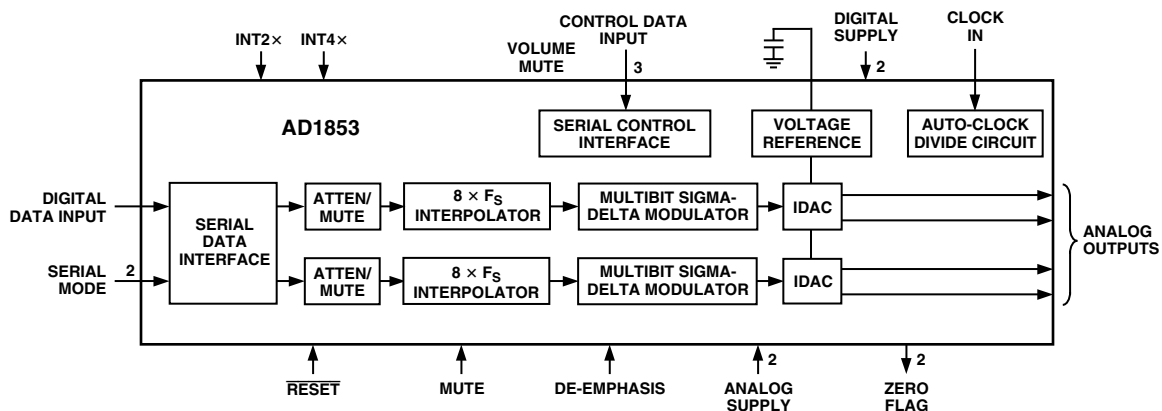 CONTROL DATA
INPUT
VOLUME
MUTE
3
DIGITAL
SUPPLY
2
CLOCK
IN
INT2×
INT4×
AD1853
SERIAL CONTROL
INTERFACE
VOLTAGE
REFERENCE
AUTO-CLOCK
DIVIDE CIRCUIT
DIGITAL
DATA INPUT
SERIAL
MODE
2
SERIAL
DATA
INTERFACE
ATTEN/
MUTE
8 × FS
INTERPOLATOR
MULTIBIT SIGMA-
DELTA MODULATOR
IDAC
ATTEN/
MUTE
8 × FS
INTERPOLATOR
MULTIBIT SIGMA-
DELTA MODULATOR
IDAC
ANALOG
OUTPUTS
RESET
MUTE
DE-EMPHASIS
2
ANALOG
SUPPLY
2
ZERO
FLAG